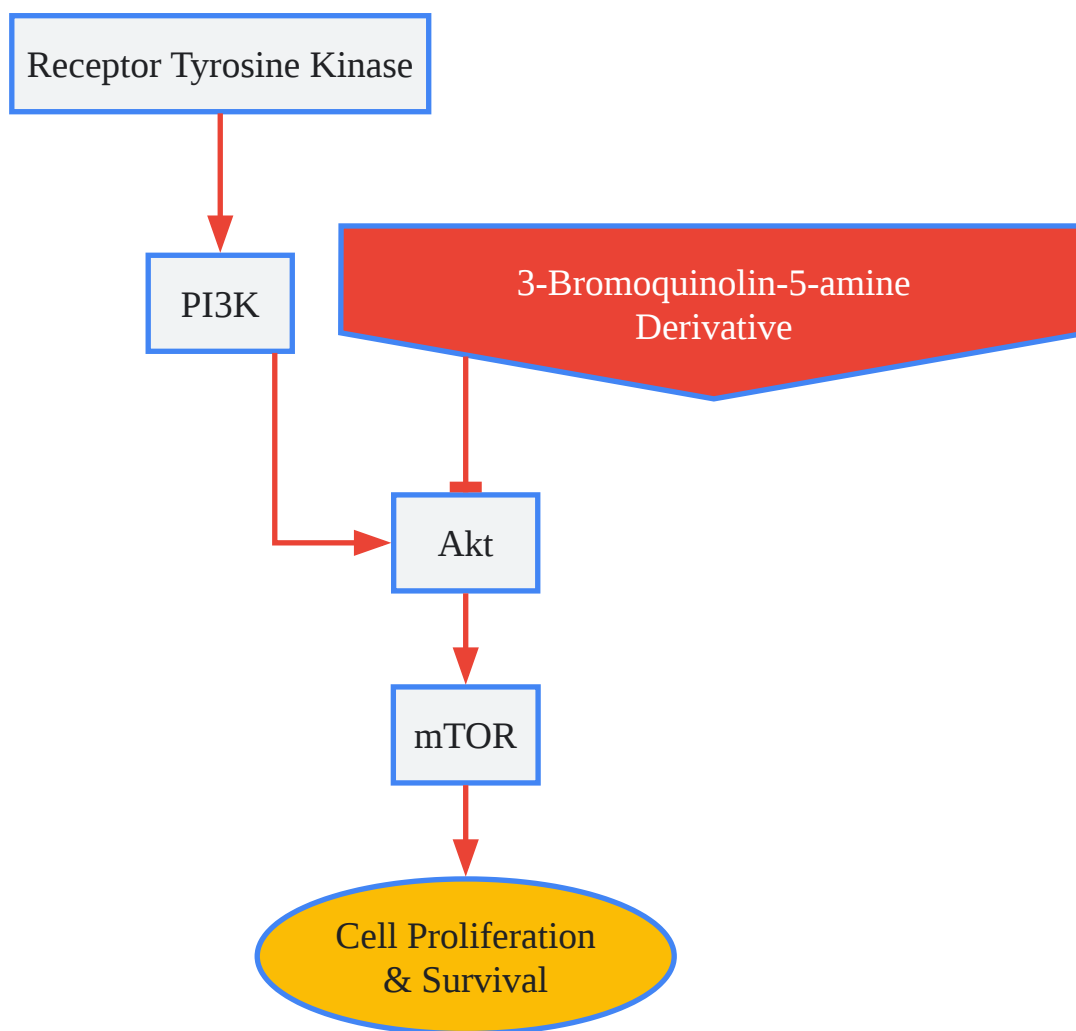 Receptor Tyrosine Kinase
PI3K
3-Bromoquinolin-5-amine
Derivative
Akt
mTOR
Cell Proliferation
& Survival